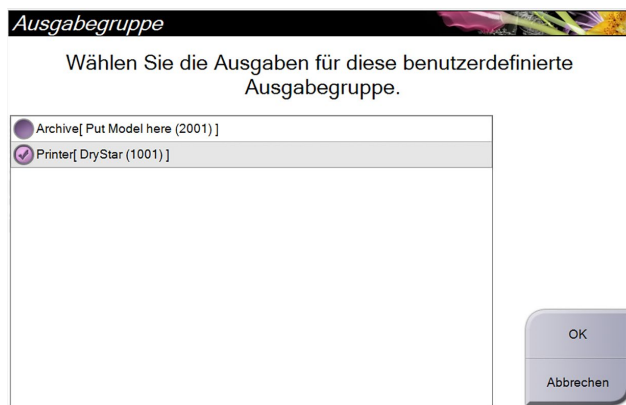 Ausgabegruppe
Wählen Sie die Ausgaben für diese benutzerdefinierte
Ausgabegruppe.
Archive[ Put Model here (2001) ]
Printer[ DryStar (1001) ]
OK
Abbrechen